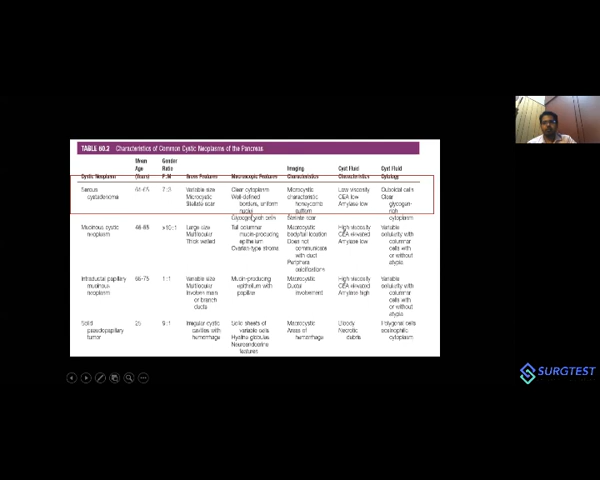 TABLE 60.2 Characteristics of Common Cystic Neoplasms of the Pancreas
Mean Gender Imaging Cyst Fluid Cyst Fluid
Age Ratio
Cystic Neoplasm (Years) F:M Gross Features Microscopic Features Characteristics Characteristics Cytology
Serous Variable size Clear cytoplasm Microcystic Low viscosity Cuboidal cells
cystadenoma Microcystic Well-defined characteristic CEA low Clear
Stellate scar borders, uniform honeycomb Amylase low glycogen-
nuclei pattern rich
Glycogen-rich cells Stellate scar cytoplasm
Mucinous cystic Large size Tall columnar Macrocystic High viscosity Variable
neoplasm Multilocular mucin-producing body/tail location CEA elevated cellularity with
Thick walled epithelium Does not Amylase low columnar
Ovarian-type stroma communicate cells with
with duct or without
Peripheral atypia
calcifications
Intraductal papillary 1:1 Variable size Mucin-producing Macrocystic High viscosity Variable
mucinous Multilocular epithelium with Ductal CEA elevated cellularity with
neoplasm Involves main papillae involvement Amylase high columnar
or branch cells with
ducts or without
atypia
Solid 25 9:1 Irregular cystic Solid sheets of Macrocystic Bloody
pseudopapillary cavities with variable cells Areas of Necrotic eosinophilic
tumor hemorrhage Hyaline globules hemorrhage debris cytoplasm
Neuroendocrine
features
SURGTEST